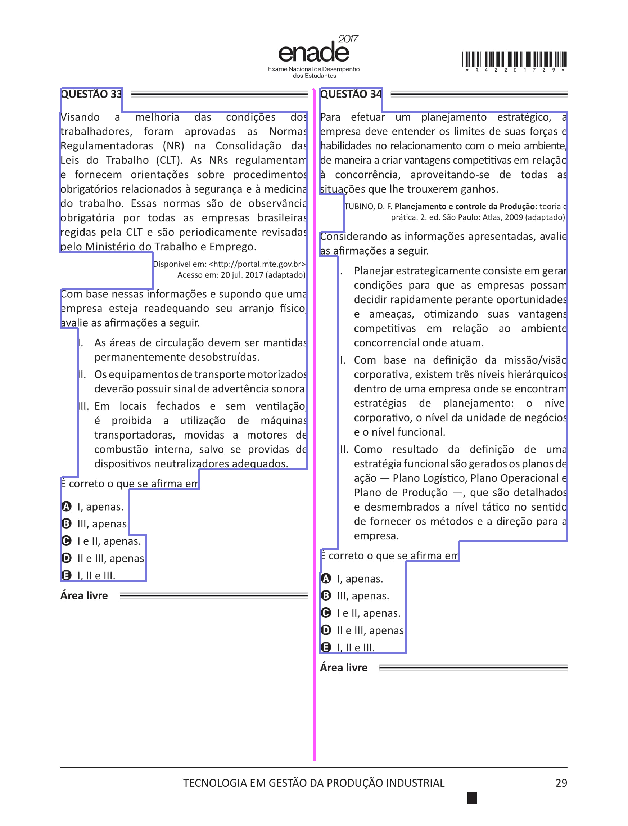 enade 2017
Exame Nacional de Desempenho
dos Estudantes
*R42201729*
QUESTÃO 33
Visando a melhoria das condições dos
trabalhadores, foram aprovadas as Normas
Regulamentadoras (NR) na Consolidação das
Leis do Trabalho (CLT). As NRs regulamentam
e fornecem orientações sobre procedimentos
obrigatórios relacionados à segurança e à medicina
do trabalho. Essas normas são de observância
obrigatória por todas as empresas brasileiras
regidas pela CLT e são periodicamente revisadas
pelo Ministério do Trabalho e Emprego.
Disponível em: <http://portal.mte.gov.br>
Acesso em: 20 jul. 2017 (adaptado)
Com base nessas informações e supondo que uma
empresa esteja readequando seu arranjo físico
avalie as afirmações a seguir.
I. As áreas de circulação devem ser mantidas
permanentemente desobstruídas.
II. Os equipamentos de transporte motorizados
deverão possuir sinal de advertência sonora
III. Em locais fechados e sem ventilação
é proibida a utilização de máquinas
transportadoras, movidas a motores de
combustão interna, salvo se providas de
dispositivos neutralizadores adequados.
É correto o que se afirma em
A I, apenas.
B III, apenas
C I e II, apenas.
D II e III, apenas
E I, II e III.
Área livre
QUESTÃO 34
Para efetuar um planejamento estratégico, a
empresa deve entender os limites de suas forças e
habilidades no relacionamento com o meio ambiente,
de maneira a criar vantagens competitivas em relação
à concorrência, aproveitando-se de todas as
situações que lhe trouxerem ganhos.
TUBINO, D. F. Planejamento e controle da Produção: teoria e
prática. 2. ed. São Paulo: Atlas, 2009 (adaptado)
Considerando as informações apresentadas, avalie
as afirmações a seguir.
I. Planejar estrategicamente consiste em gerar
condições para que as empresas possam
decidir rapidamente perante oportunidades
e ameaças, otimizando suas vantagens
competitivas em relação ao ambiente
concorrencial onde atuam.
II. Com base na definição da missão/visão
corporativa, existem três níveis hierárquicos
dentro de uma empresa onde se encontram
estratégias de planejamento: o nível
corporativo, o nível da unidade de negócios
e o nível funcional.
III. Como resultado da definição de uma
estratégia funcional são gerados os planos de
ação — Plano Logístico, Plano Operacional e
Plano de Produção —, que são detalhados
e desmembrados a nível tático no sentido
de fornecer os métodos e a direção para a
empresa.
É correto o que se afirma em
A I, apenas.
B III, apenas.
C I e II, apenas.
D II e III, apenas
E I, II e III.
Área livre
TECNOLOGIA EM GESTÃO DA PRODUÇÃO INDUSTRIAL
29